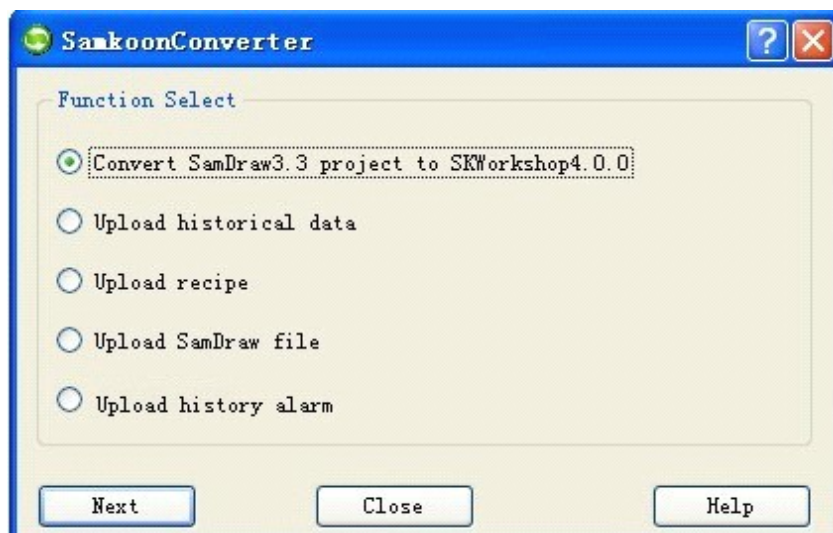 SamkoonConverter
Function Select
Convert SamDraw3.3 project to SKWorkshop4.0.0
Upload historical data
Upload recipe
Upload SamDraw file
Upload history alarm
Next Close Help